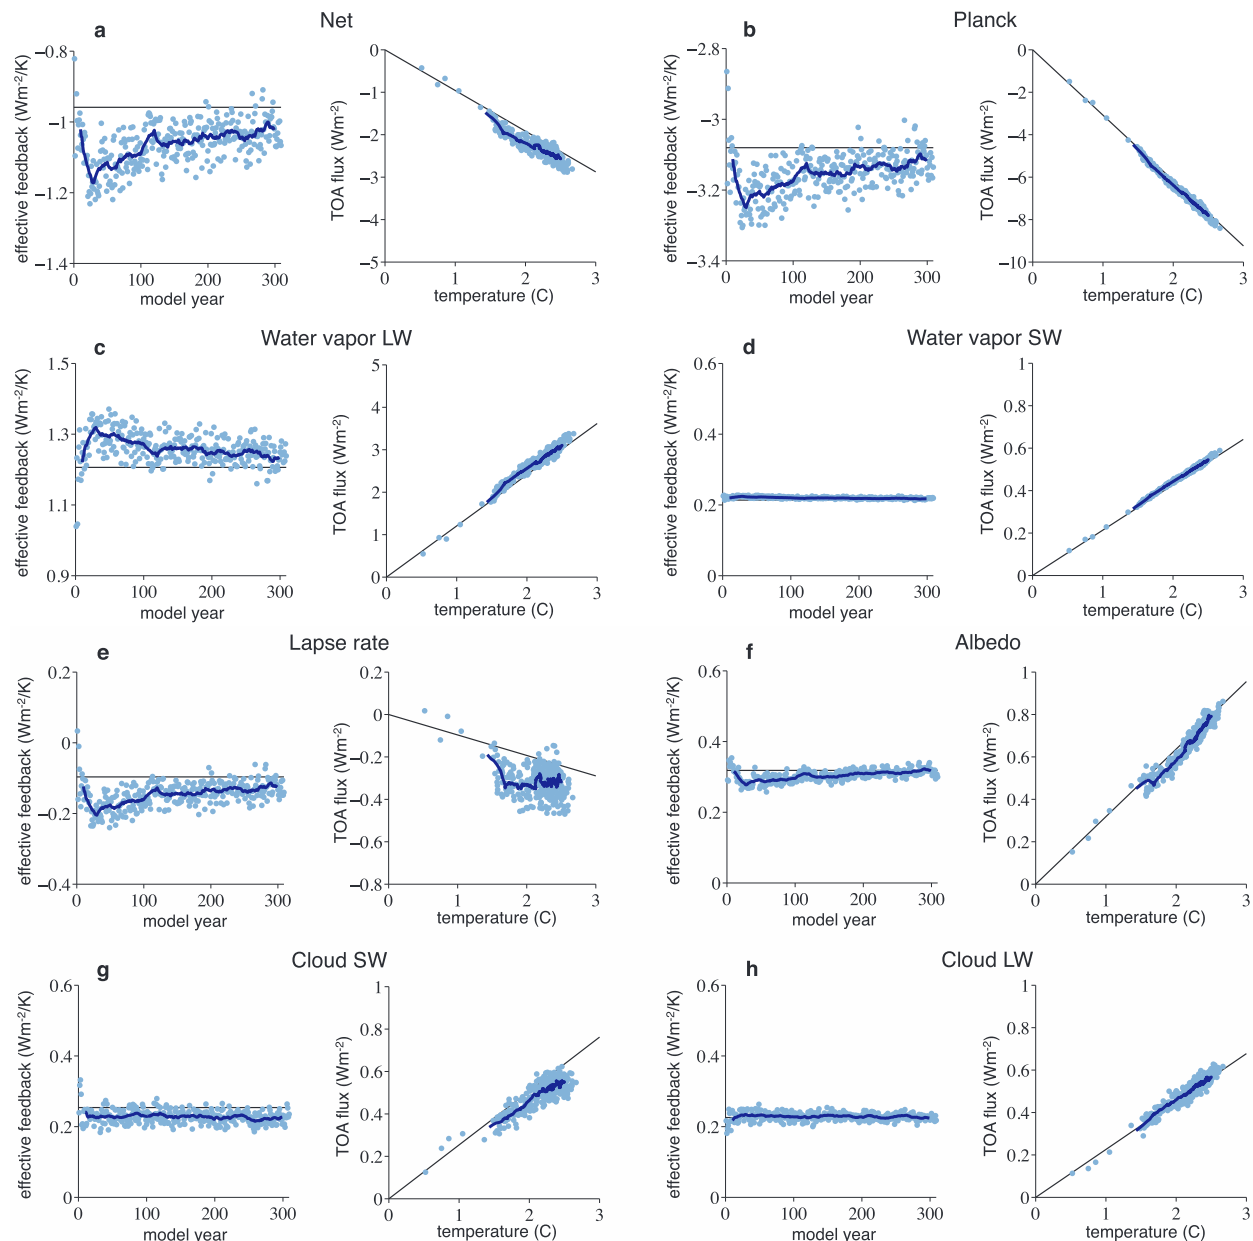 a Net
effective feedback (Wm-2/K)
−0.8
−1
−1.2
−1.4
0 100 200 300
model year
TOA flux (Wm-2)
0
−1
−2
−3
−4
−5
0 1 2 3
temperature (C)
b Planck
effective feedback (Wm-2/K)
−2.8
−3
−3.2
−3.4
0 100 200 300
model year
TOA flux (Wm-2)
0
−2
−4
−6
−8
−10
0 1 2 3
temperature (C)
c Water vapor LW
effective feedback (Wm-2/K)
1.5
1.3
1.1
0.9
0 100 200 300
model year
TOA flux (Wm-2)
5
4
3
2
1
0
0 1 2 3
temperature (C)
d Water vapor SW
effective feedback (Wm-2/K)
0.6
0.4
0.2
0
0 100 200 300
model year
TOA flux (Wm-2)
1
0.8
0.6
0.4
0.2
0
0 1 2 3
temperature (C)
e Lapse rate
effective feedback (Wm-2/K)
0.2
0
−0.2
−0.4
0 100 200 300
model year
TOA flux (Wm-2)
0.2
0
−0.2
−0.4
−0.6
−0.8
0 1 2 3
temperature (C)
f Albedo
effective feedback (Wm-2/K)
0.6
0.4
0.2
0
0 100 200 300
model year
TOA flux (Wm-2)
1
0.8
0.6
0.4
0.2
0
0 1 2 3
temperature (C)
g Cloud SW
effective feedback (Wm-2/K)
0.6
0.4
0.2
0
0 100 200 300
model year
TOA flux (Wm-2)
1
0.8
0.6
0.4
0.2
0
0 1 2 3
temperature (C)
h Cloud LW
effective feedback (Wm-2/K)
0.6
0.4
0.2
0
0 100 200 300
model year
TOA flux (Wm-2)
1
0.8
0.6
0.4
0.2
0
0 1 2 3
temperature (C)